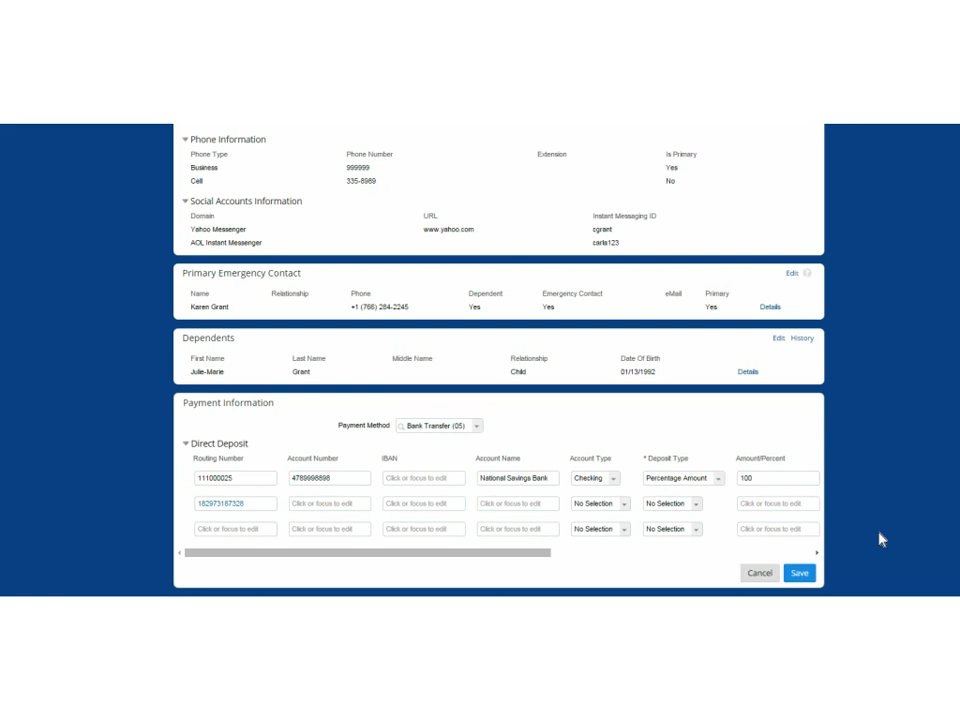 Phone Information
Phone Type Phone Number Extension Is Primary
Business 999999 Yes
Cell 335-8969 No
Social Accounts Information
Domain URL Instant Messaging ID
Yahoo Messenger www.yahoo.com cgrant
AOL Instant Messenger carla123
Primary Emergency Contact Edit
Name Relationship Phone Dependent Emergency Contact eMail Primary
Karen Grant +1 (766) 284-2245 Yes Yes Yes Details
Dependents Edit History
First Name Last Name Middle Name Relationship Date Of Birth
Julie-Marie Grant Child 01/13/1992 Details
Payment Information
Payment Method Bank Transfer (05)
Direct Deposit
Routing Number Account Number IBAN Account Name Account Type * Deposit Type Amount/Percent
111000025 4789998898 Click or focus to edit National Savings Bank Checking Percentage Amount 100
182973187328 Click or focus to edit Click or focus to edit Click or focus to edit No Selection No Selection Click or focus to edit
Click or focus to edit Click or focus to edit Click or focus to edit Click or focus to edit No Selection No Selection Click or focus to edit
Cancel Save